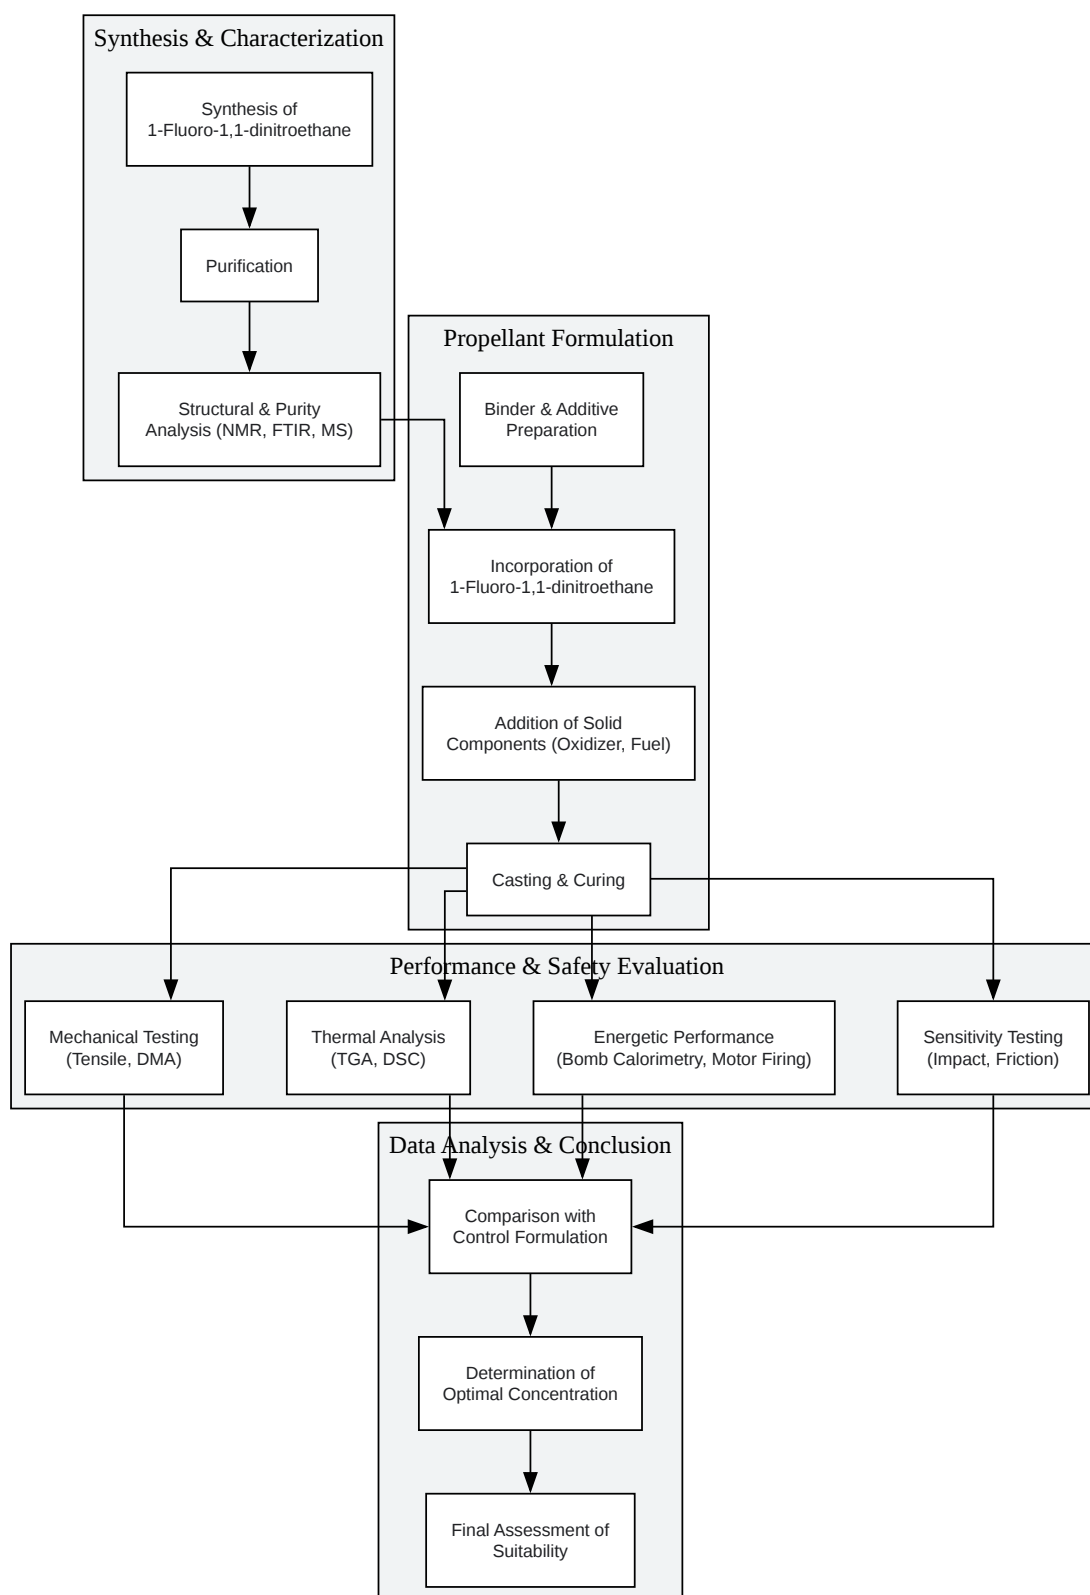 Synthesis & Characterization
Synthesis of
1-Fluoro-1,1-dinitroethane
Purification
Structural & Purity
Analysis (NMR, FTIR, MS)
Propellant Formulation
Binder & Additive
Preparation
Incorporation of
1-Fluoro-1,1-dinitroethane
Addition of Solid
Components (Oxidizer, Fuel)
Casting & Curing
Performance & Safety Evaluation
Mechanical Testing
(Tensile, DMA)
Thermal Analysis
(TGA, DSC)
Energetic Performance
(Bomb Calorimetry, Motor Firing)
Sensitivity Testing
(Impact, Friction)
Data Analysis & Conclusion
Comparison with
Control Formulation
Determination of
Optimal Concentration
Final Assessment of
Suitability